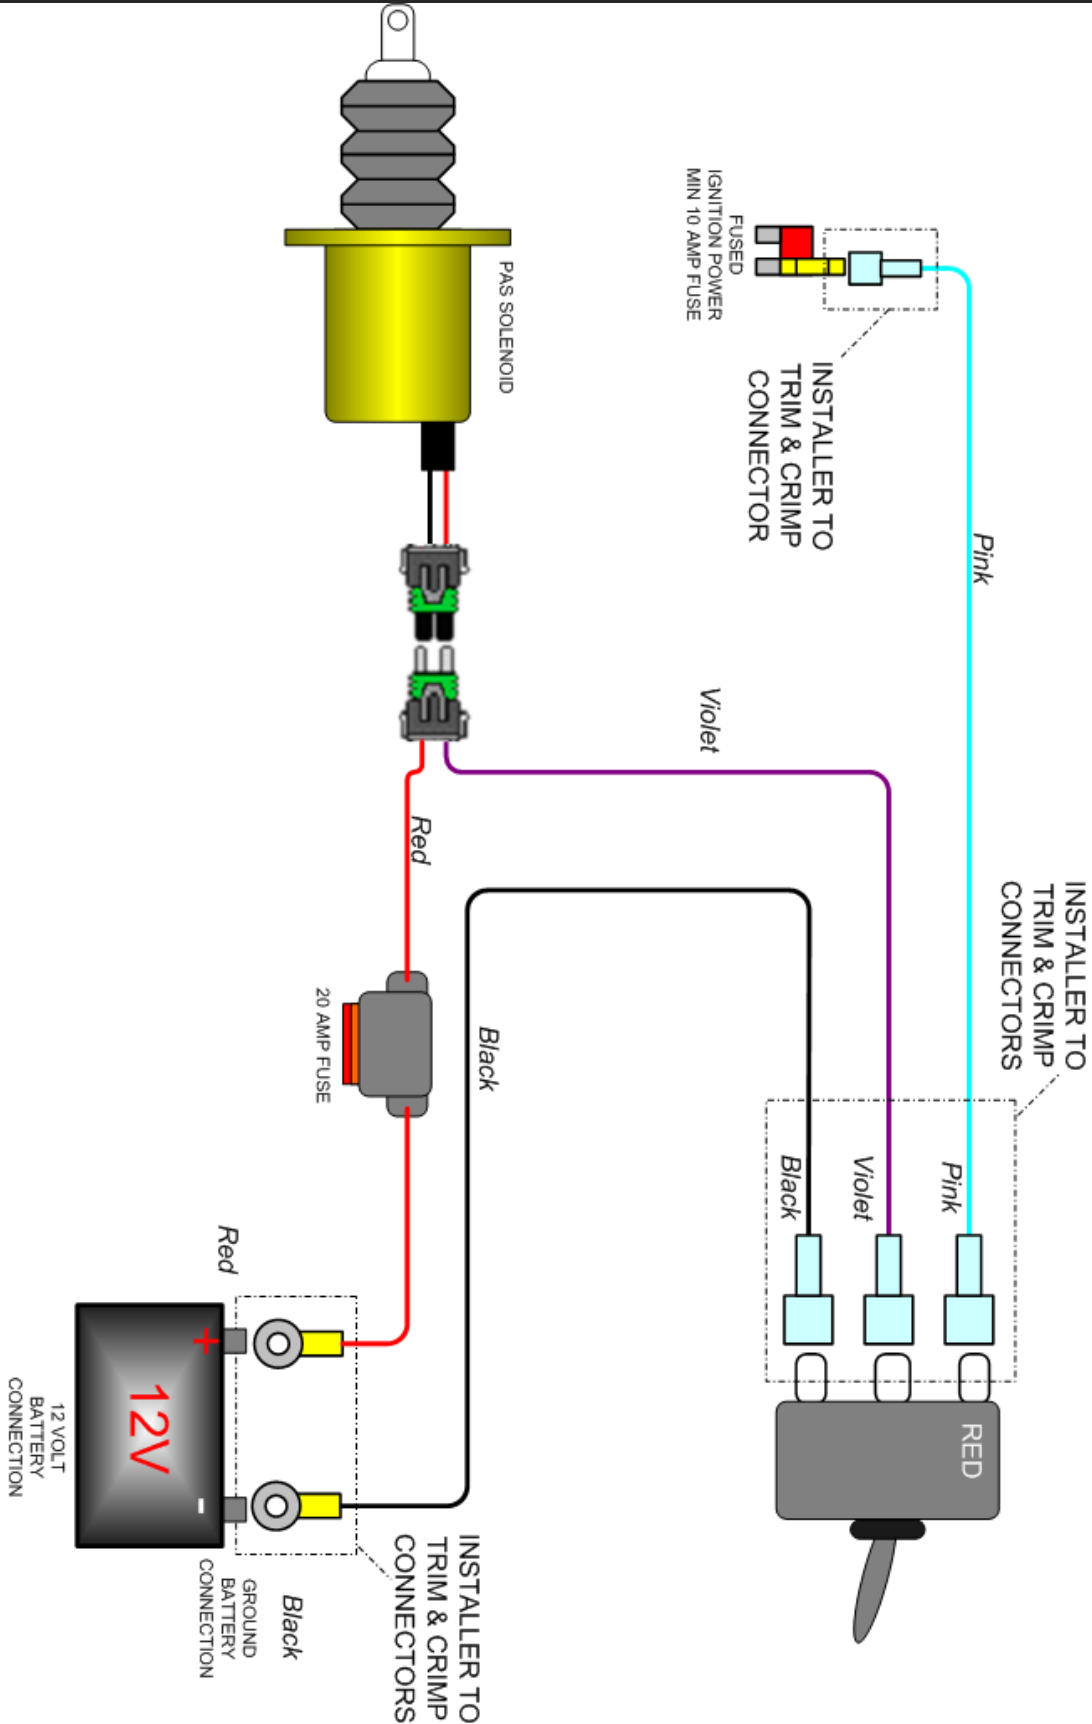 FUSED
IGNITION POWER
MIN 10 AMP FUSE
PAS SOLENOID
INSTALLER TO
TRIM & CRIMP
CONNECTOR
Pink
Violet
Red
Black
20 AMP FUSE
INSTALLER TO
TRIM & CRIMP
CONNECTORS
Pink
Violet
Black
RED
Red
+
12V
-
12 VOLT
BATTERY
CONNECTION
GROUND
BATTERY
CONNECTION
Black
INSTALLER TO
TRIM & CRIMP
CONNECTORS